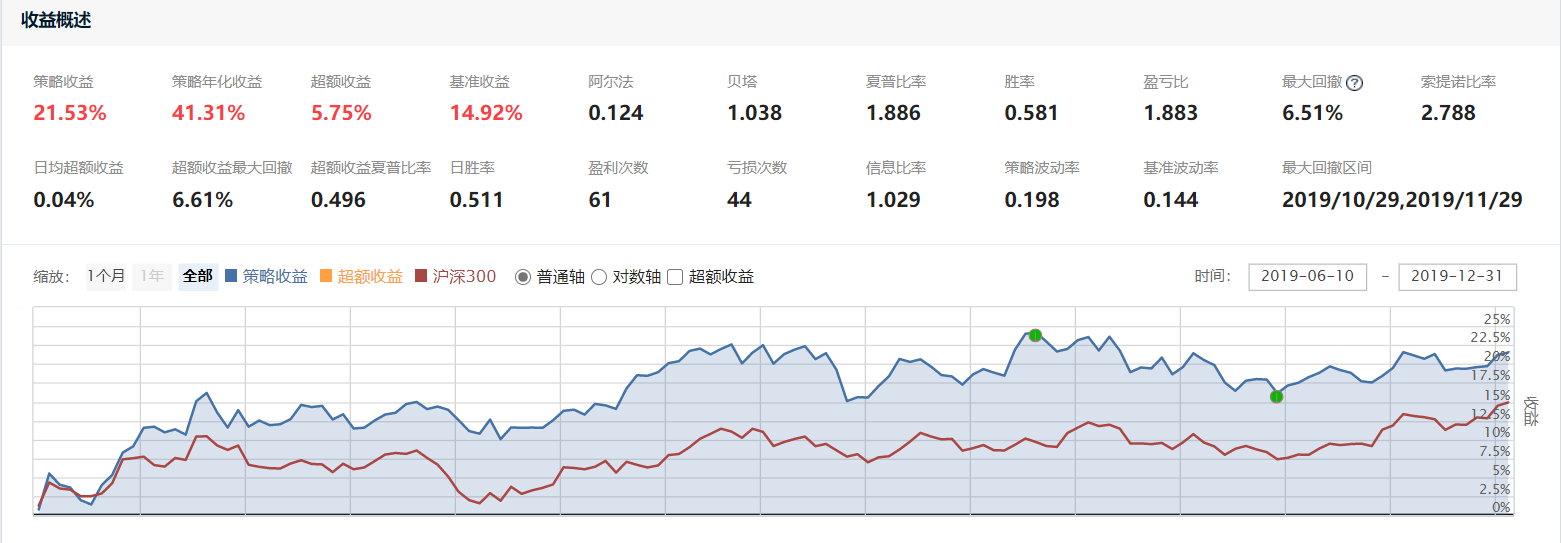 收益概述
策略收益 策略年化收益 超额收益 基准收益 阿尔法 贝塔 夏普比率 胜率 盈亏比 最大回撤 ? 索提诺比率
21.53% 41.31% 5.75% 14.92% 0.124 1.038 1.886 0.581 1.883 6.51% 2.788
日均超额收益 超额收益最大回撤 超额收益夏普比率 日胜率 盈利次数 亏损次数 信息比率 策略波动率 基准波动率 最大回撤区间
0.04% 6.61% 0.496 0.511 61 44 1.029 0.198 0.144 2019/10/29,2019/11/29
缩放: 1个月 1年 全部 策略收益 超额收益 沪深300 普通轴 对数轴 超额收益 时间: 2019-06-10 - 2019-12-31
25%
22.5%
20%
17.5%
15%
12.5%
10%
7.5%
5%
2.5%
0%
收益